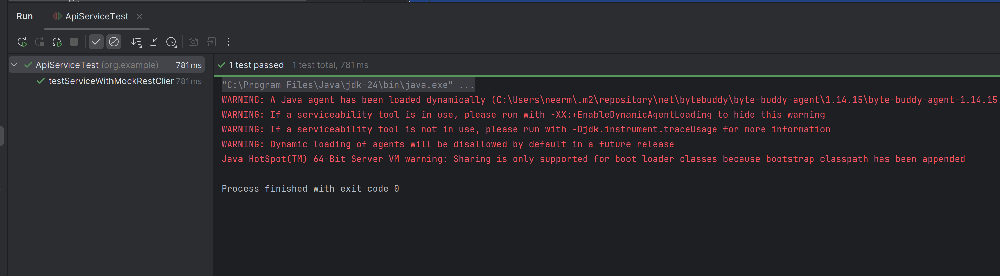 Run ApiServiceTest
ApiServiceTest (org.example) 781 ms
testServiceWithMockRestClier 781 ms
1 test passed 1 test total, 781 ms
"C:\Program Files\Java\jdk-24\bin\java.exe" ...
WARNING: A Java agent has been loaded dynamically (C:\Users\neerm\.m2\repository\net\bytebuddy\byte-buddy-agent\1.14.15\byte-buddy-agent-1.14.15.
WARNING: If a serviceability tool is in use, please run with -XX:+EnableDynamicAgentLoading to hide this warning
WARNING: If a serviceability tool is not in use, please run with -Djdk.instrument.traceUsage for more information
WARNING: Dynamic loading of agents will be disallowed by default in a future release
Java HotSpot(TM) 64-Bit Server VM warning: Sharing is only supported for boot loader classes because bootstrap classpath has been appended
Process finished with exit code 0